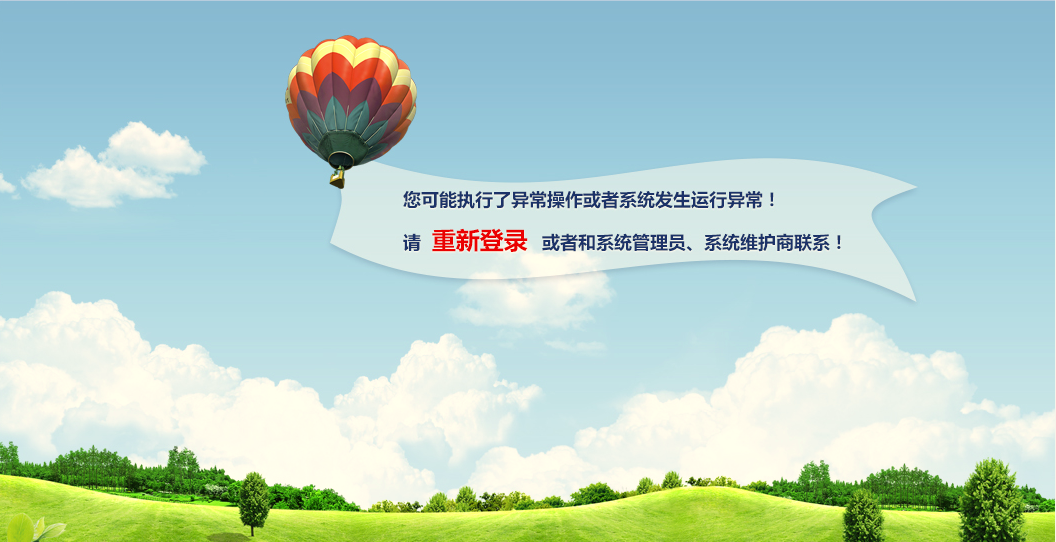 您可能执行了异常操作或者系统发生运行异常！
请 重新登录 或者和系统管理员、系统维护商联系！